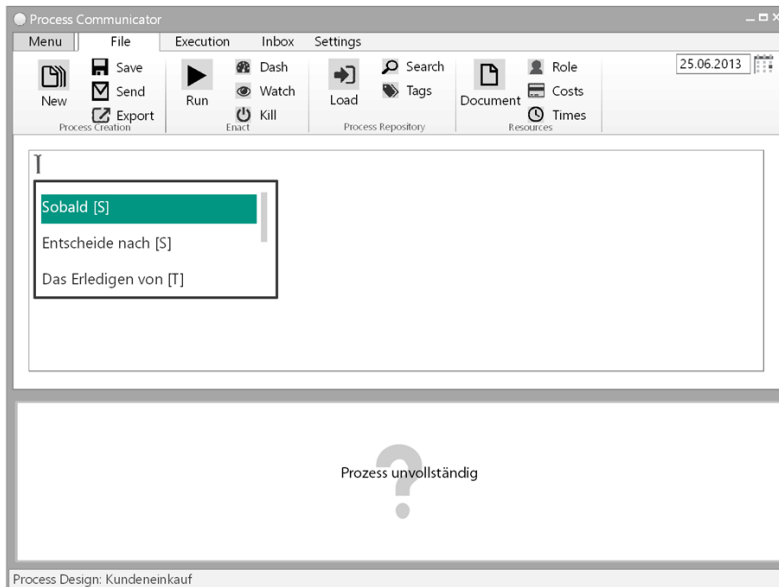 Process Communicator
Menu File Execution Inbox Settings
New
Save
Send
Export
Process Creation
Run
Dash
Watch
Kill
Enact
Load
Search
Tags
Process Repository
Document
Role
Costs
Times
Resources
25.06.2013
Sobald [S]
Entscheide nach [S]
Das Erledigen von [T]
?
Prozess unvollständig
Process Design: Kundeneinkauf